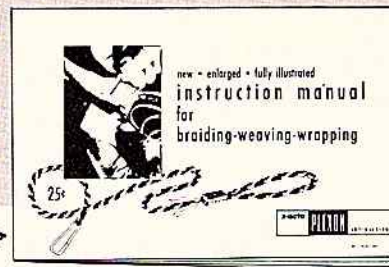 new • enlarged • fully illustrated
instruction manual
for
braiding-weaving-wrapping
25¢
x-acto PLEXON